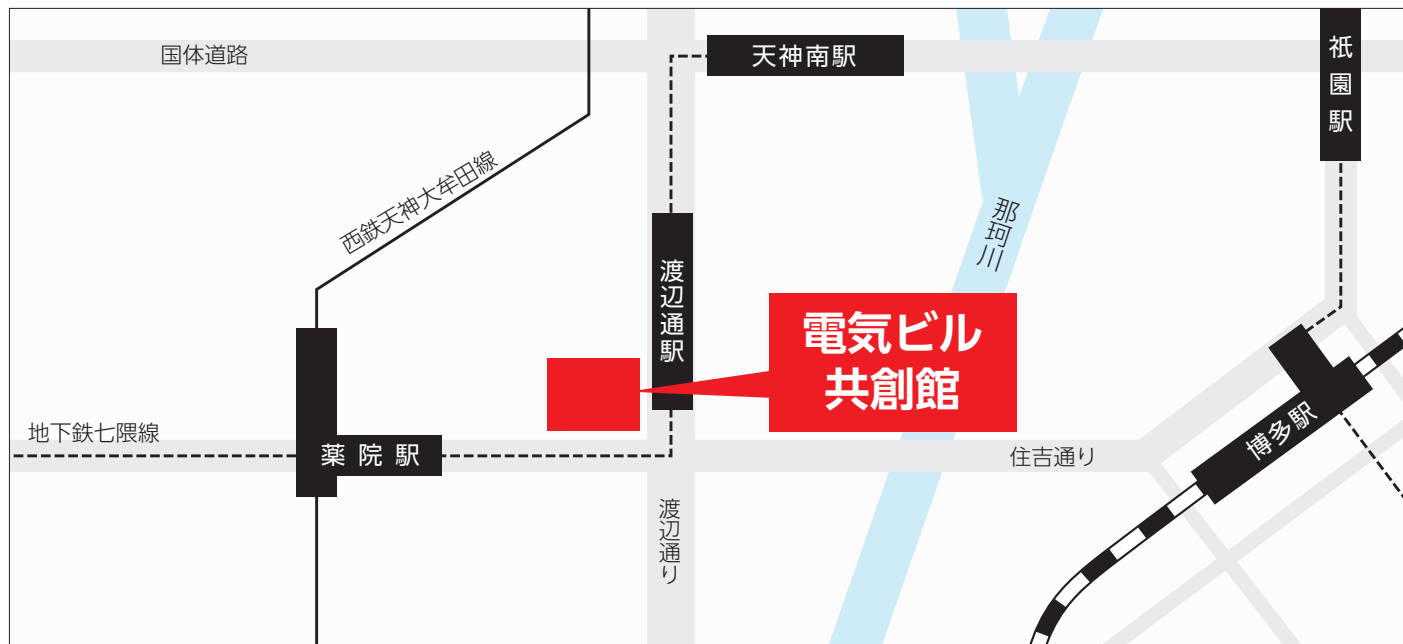 国体道路
天神南駅
祇園駅
西鉄天神大牟田線
那珂川
渡辺通駅
電気ビル
共創館
地下鉄七隈線
薬院駅
住吉通り
博多駅
渡辺通り